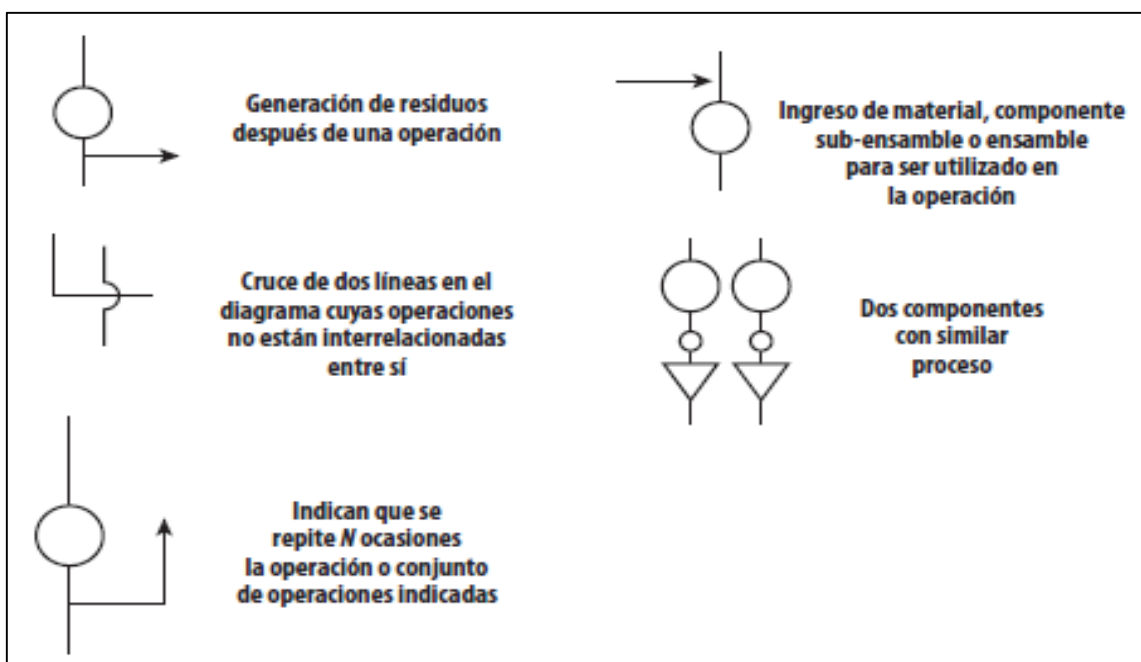 Generación de residuos
después de una operación
Ingreso de material, componente
sub-ensamble o ensamble
para ser utilizado en
la operación
Cruce de dos líneas en el
diagrama cuyas operaciones
no están interrelacionadas
entre sí
Dos componentes
con similar
proceso
Indican que se
repite N ocasiones
la operación o conjunto
de operaciones indicadas